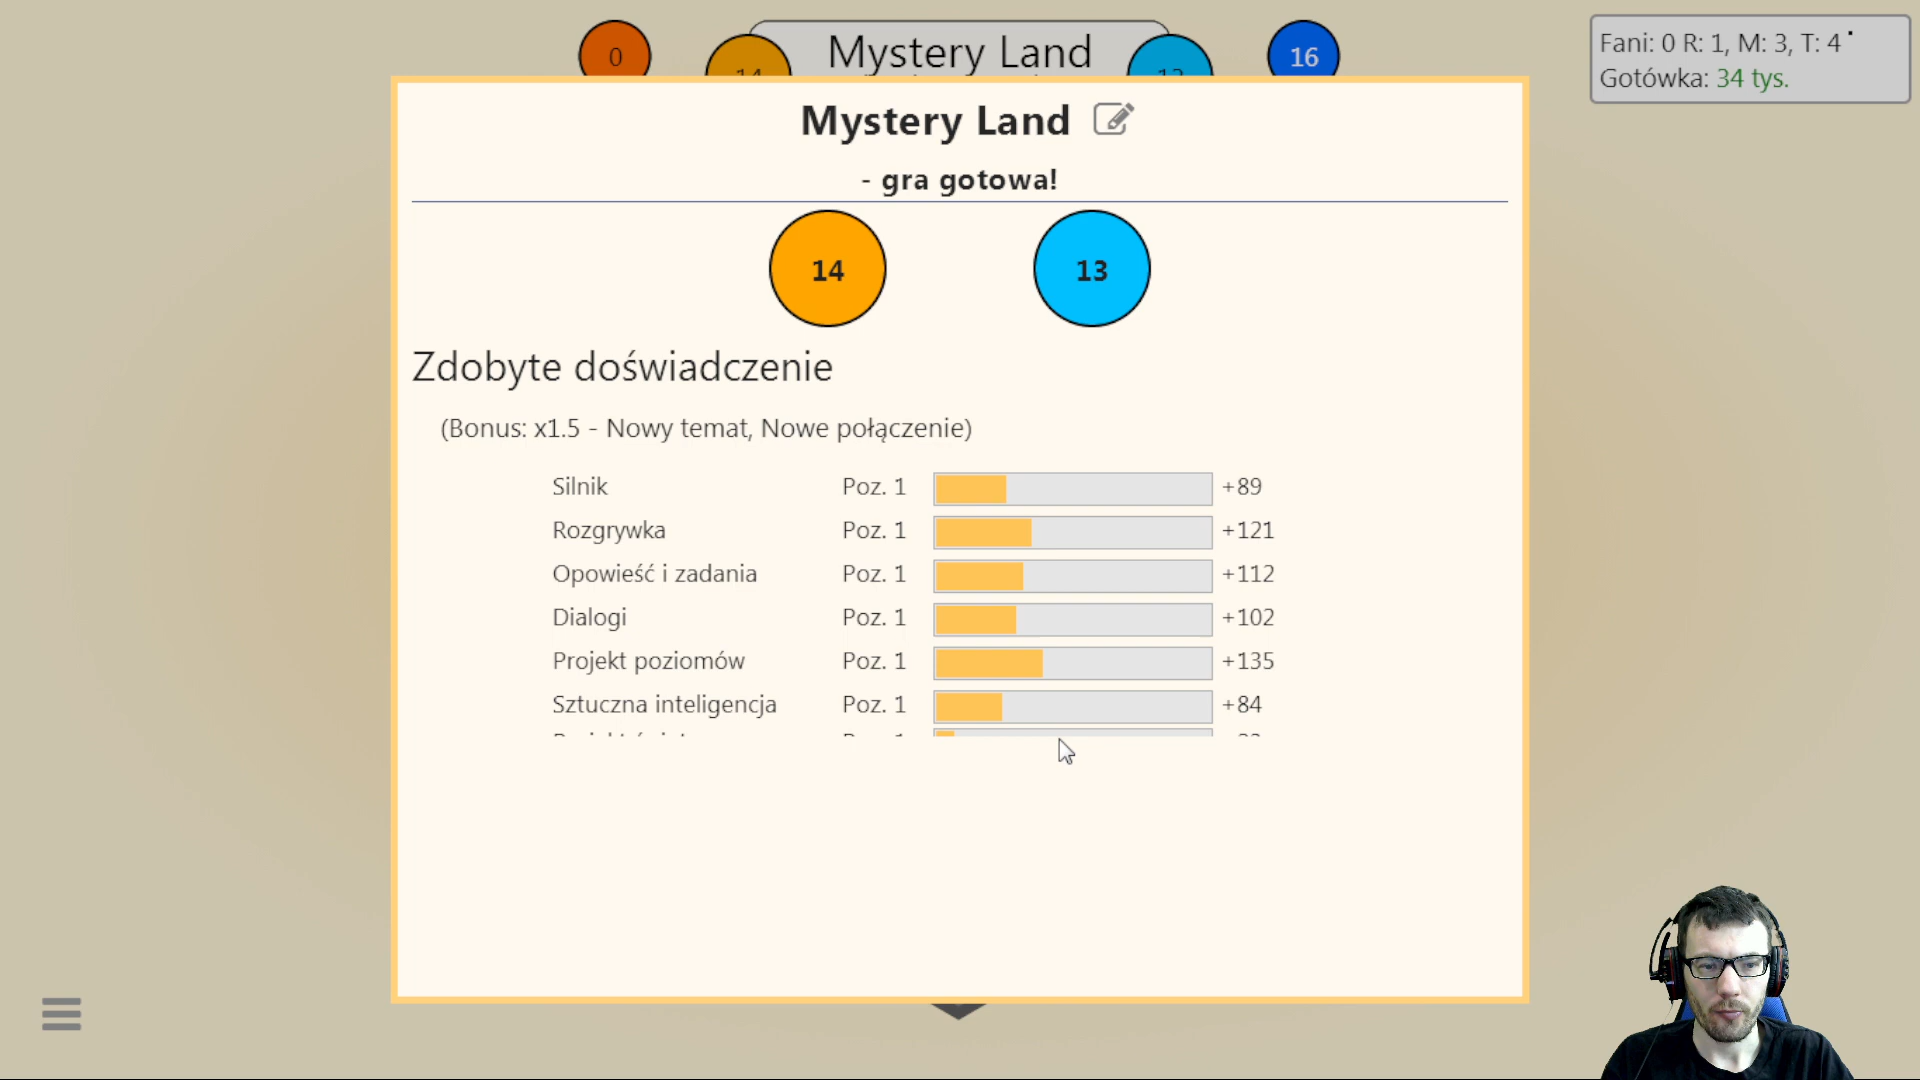 0
14
Mystery Land
16
Fani: 0 R: 1, M: 3, T: 4
Gotówka: 34 tys.
Mystery Land
- gra gotowa!
14
13
Zdobyte doświadczenie
(Bonus: x1.5 - Nowy temat, Nowe połączenie)
Silnik Poz. 1 +89
Rozgrywka Poz. 1 +121
Opowieść i zadania Poz. 1 +112
Dialogi Poz. 1 +102
Projekt poziomów Poz. 1 +135
Sztuczna inteligencja Poz. 1 +84